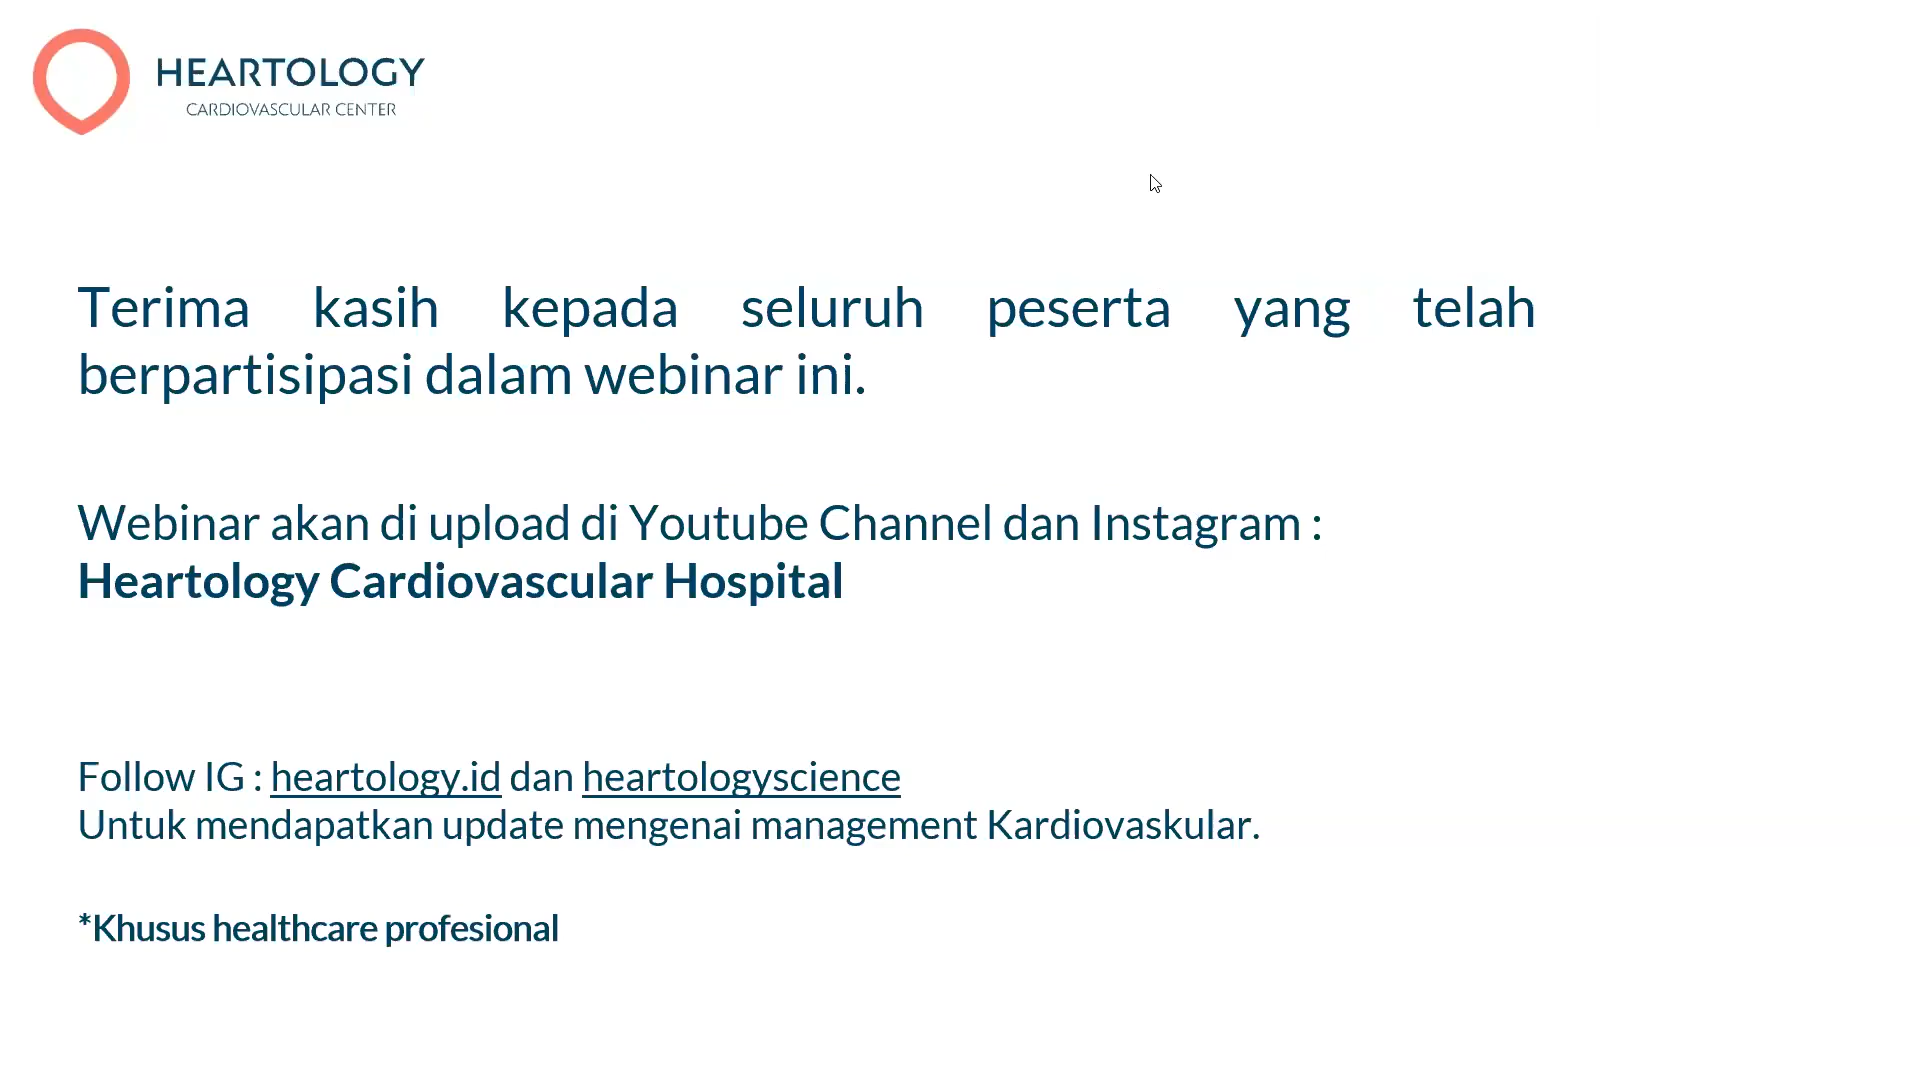 HEARTOLOGY
CARDIOVASCULAR CENTER
Terima kasih kepada seluruh peserta yang telah
berpartisipasi dalam webinar ini.
Webinar akan di upload di Youtube Channel dan Instagram :
Heartology Cardiovascular Hospital
Follow IG : heartology.id dan heartologyscience
Untuk mendapatkan update mengenai management Kardiovaskular.
*Khusus healthcare profesional